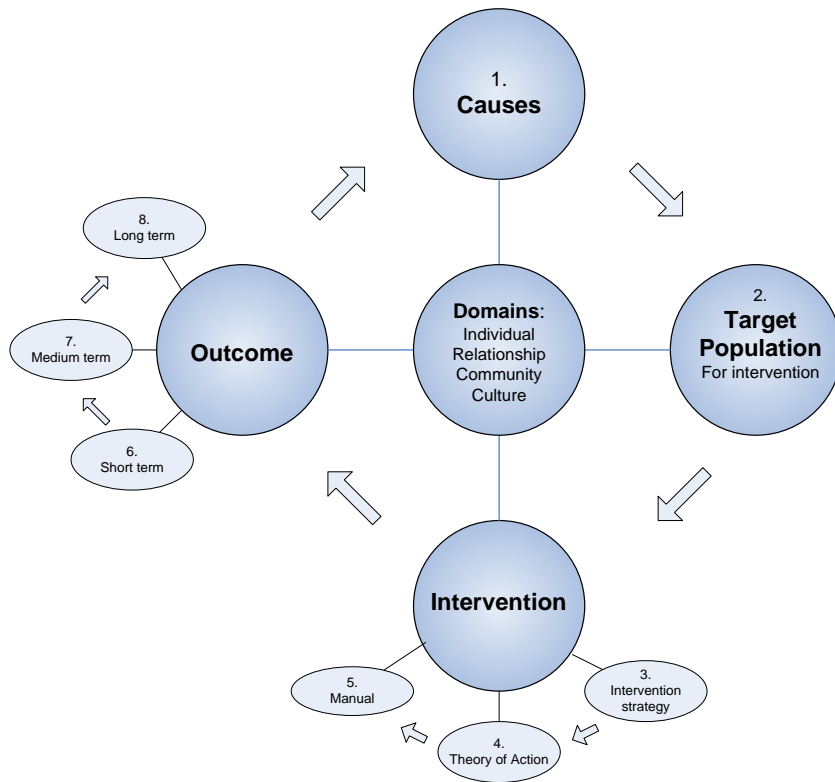 1.
Causes
2.
Target
Population
For intervention
Domains:
Individual
Relationship
Community
Culture
Outcome
8.
Long term
7.
Medium term
6.
Short term
Intervention
3.
Intervention
strategy
4.
Theory of Action
5.
Manual